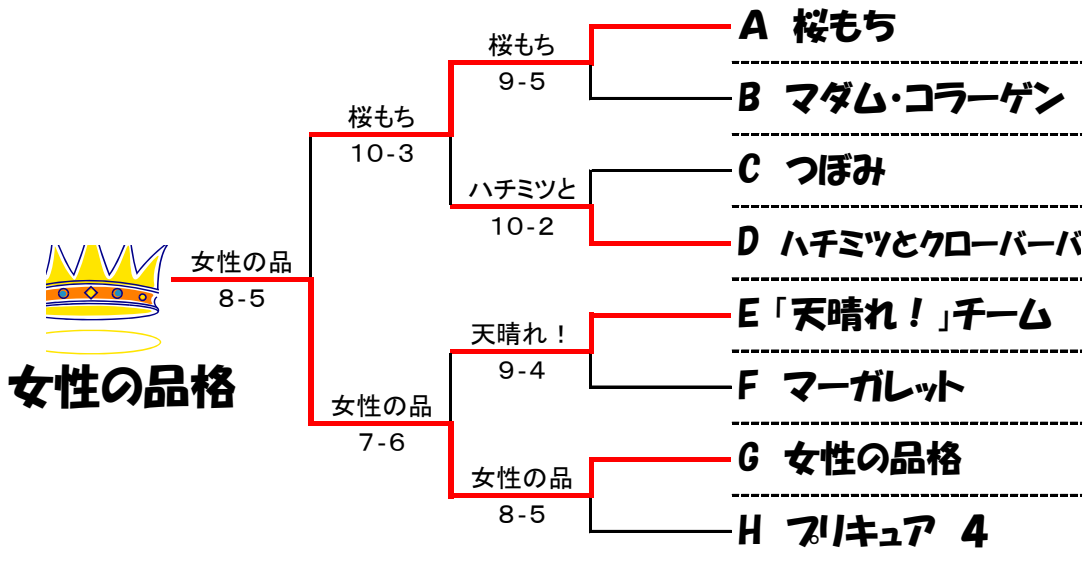 A 桜もち
桜もち
9-5
B マダム・コラーゲン
桜もち
10-3
C つぼみ
ハチミツと
10-2
D ハチミツとクローバーバ
女性の品
8-5
E「天晴れ！」チーム
天晴れ！
9-4
女性の品格
F マーガレット
女性の品
7-6
G 女性の品格
女性の品
8-5
H プリキュア 4